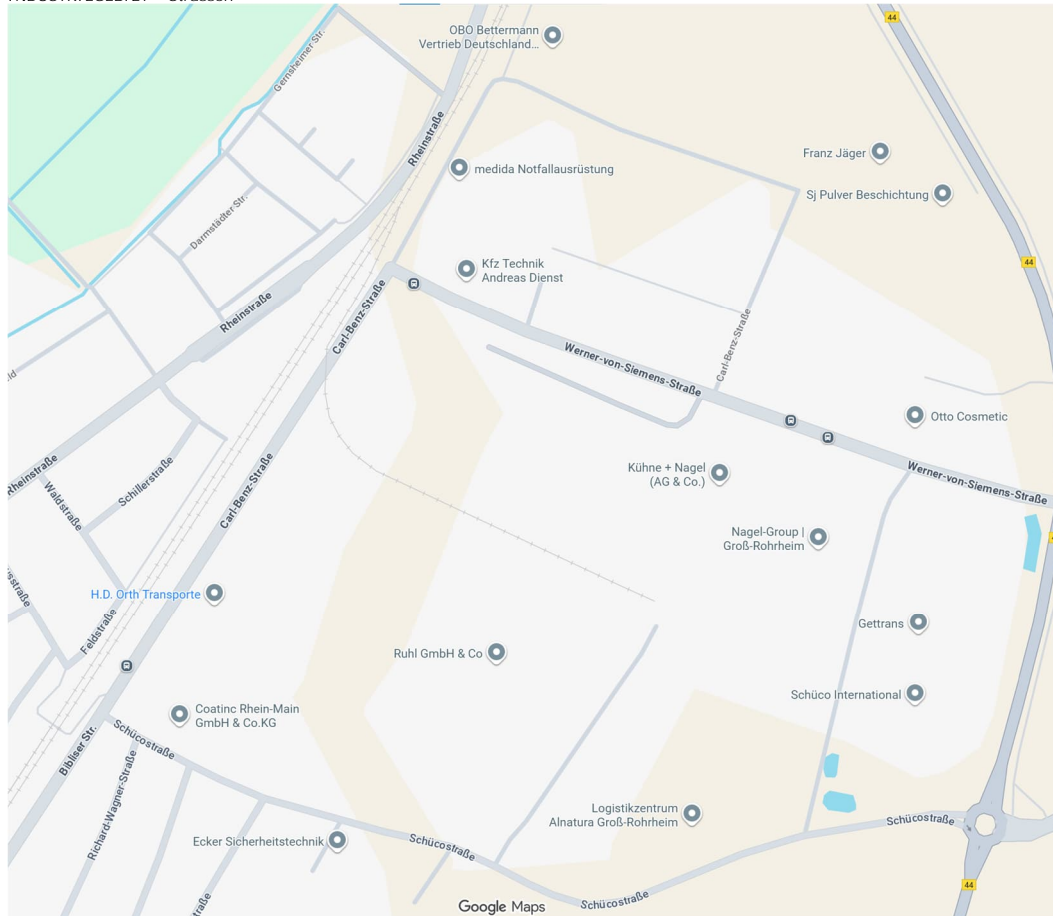 OBO Bettermann
Vertrieb Deutschland...
44
Gernsheimer Str.
Rheinstraße
Franz Jäger
medida Notfallausrüstung
Sj Pulver Beschichtung
Darmstädter-Str.
44
Kfz Technik
Andreas Dienst
Rheinstraße
Carl-Benz-Straße
Carl-Benz-Straße
Werner-von-Siemens-Straße
Otto Cosmetic
Rheinstraße
Schillerstraße
Kühne + Nagel
(AG & Co.)
Werner-von-Siemens-Straße
Waldstraße
Carl-Benz-Straße
Nagel-Group |
Groß-Rohrheim
H.D. Orth Transporte
Feldstraße
Gettrans
Ruhl GmbH & Co
Schüco International
Coatinc Rhein-Main
GmbH & Co.KG
Bibliser Str.
Schücostraße
Richard-Wagner-Straße
Logistikzentrum
Alnatura Groß-Rohrheim
Schücostraße
Ecker Sicherheitstechnik
Schücostraße
44
Schücostraße
Google Maps